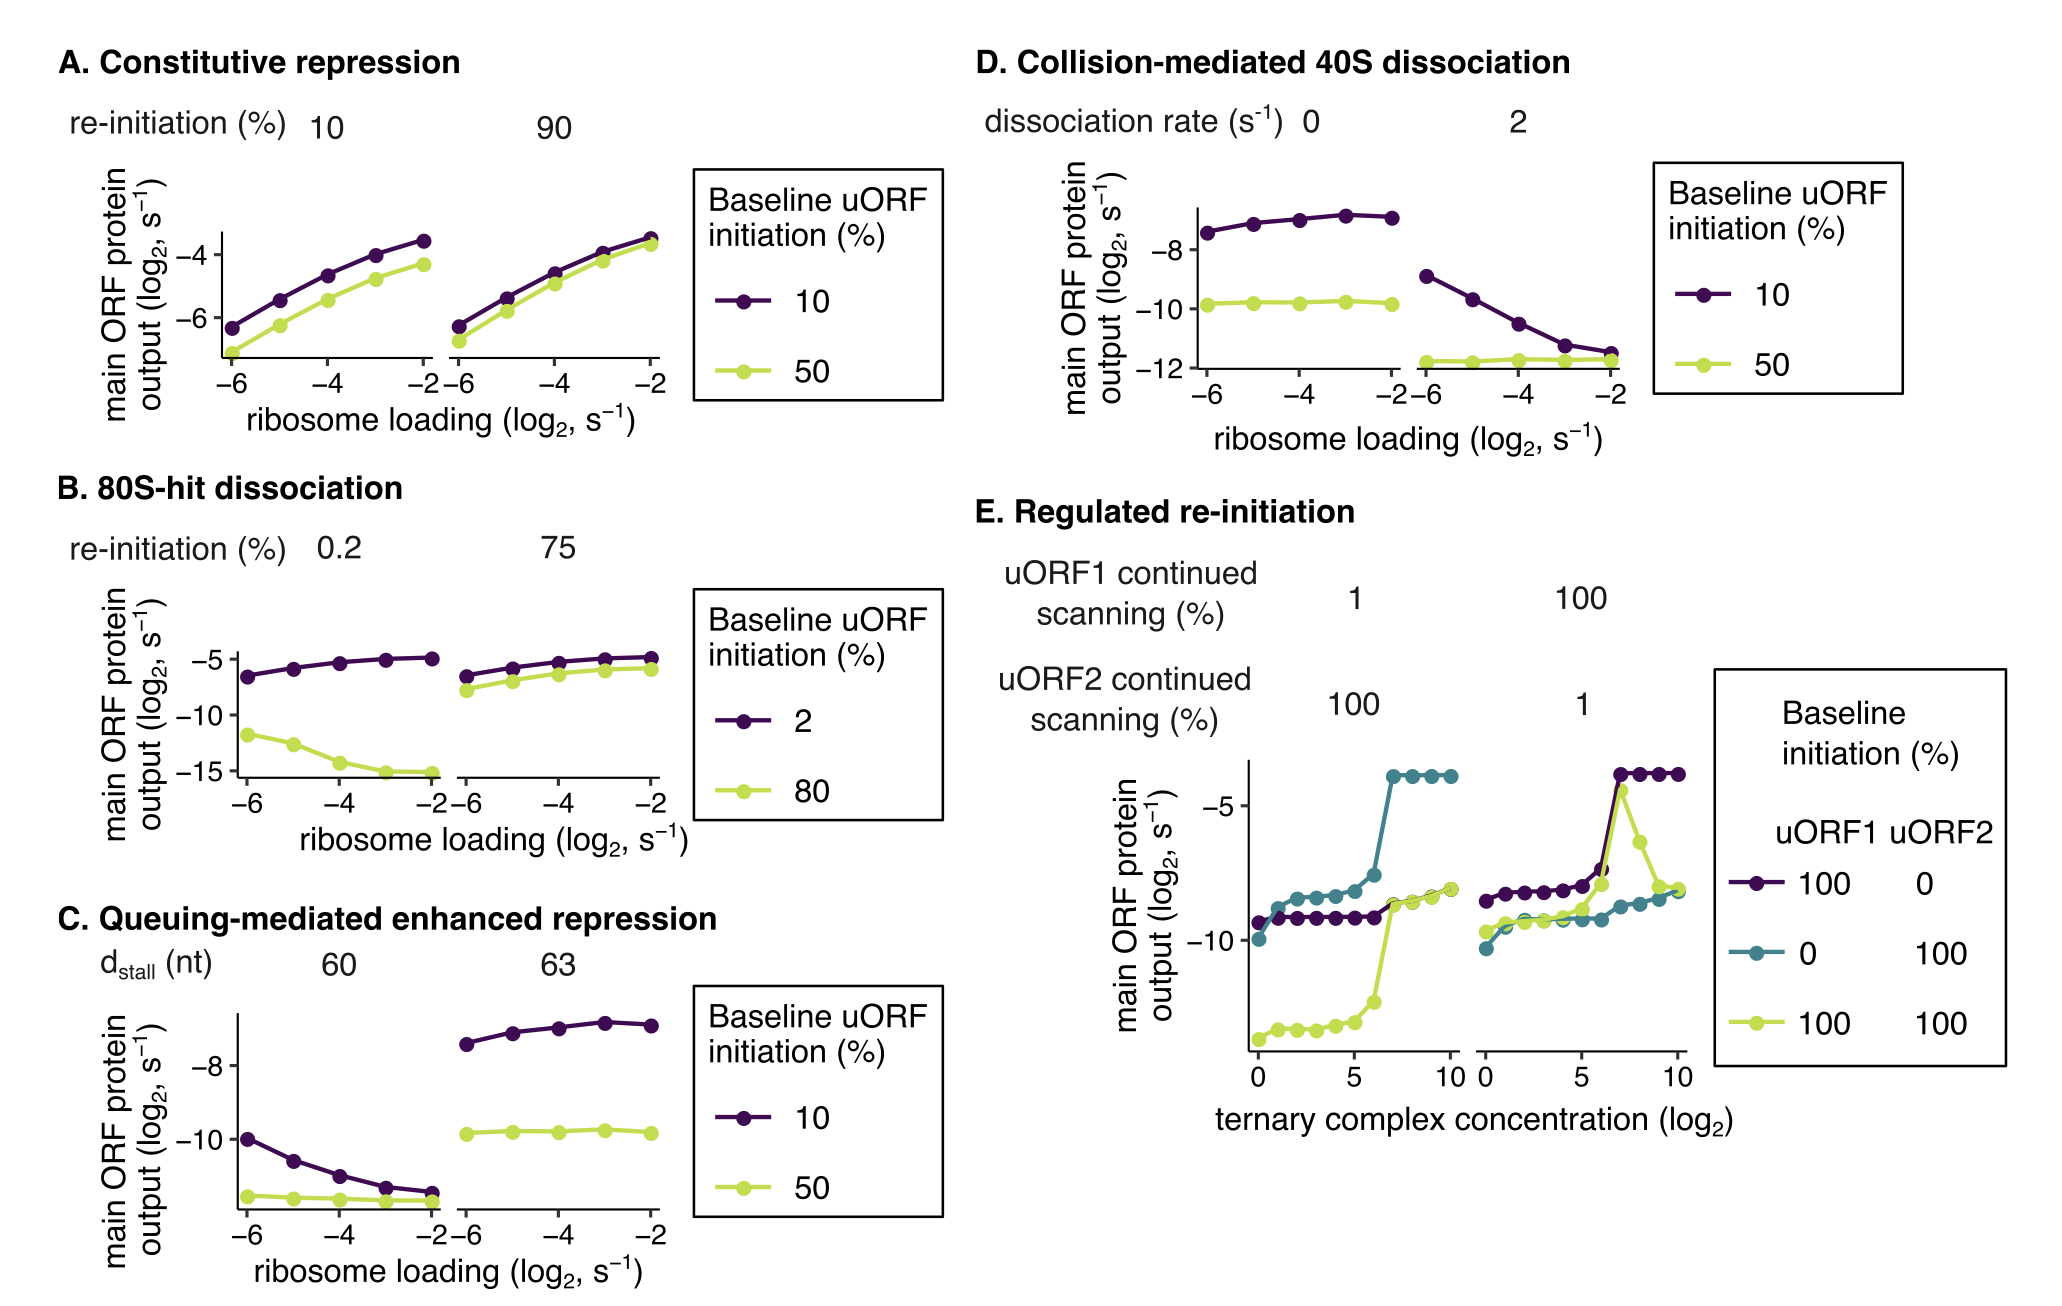 A. Constitutive repression
re-initiation (%) 10 90
main ORF protein
output (log₂, s⁻¹)
−4
−6
−6 −4 −2 −6 −4 −2
ribosome loading (log₂, s⁻¹)
Baseline uORF
initiation (%)
10
50
B. 80S-hit dissociation
re-initiation (%) 0.2 75
main ORF protein
output (log₂, s⁻¹)
−5
−10
−15
−6 −4 −2 −6 −4 −2
ribosome loading (log₂, s⁻¹)
Baseline uORF
initiation (%)
2
80
C. Queuing-mediated enhanced repression
dstall (nt) 60 63
main ORF protein
output (log₂, s⁻¹)
−8
−10
−6 −4 −2 −6 −4 −2
ribosome loading (log₂, s⁻¹)
Baseline uORF
initiation (%)
10
50
D. Collision-mediated 40S dissociation
dissociation rate (s⁻¹) 0 2
main ORF protein
output (log₂, s⁻¹)
−8
−10
−12
−6 −4 −2 −6 −4 −2
ribosome loading (log₂, s⁻¹)
Baseline uORF
initiation (%)
10
50
E. Regulated re-initiation
uORF1 continued
scanning (%) 1 100
uORF2 continued
scanning (%) 100 1
main ORF protein
output (log₂, s⁻¹)
−5
−10
0 5 10 0 5 10
ternary complex concentration (log₂)
Baseline
initiation (%)
uORF1 uORF2
100 0
0 100
100 100